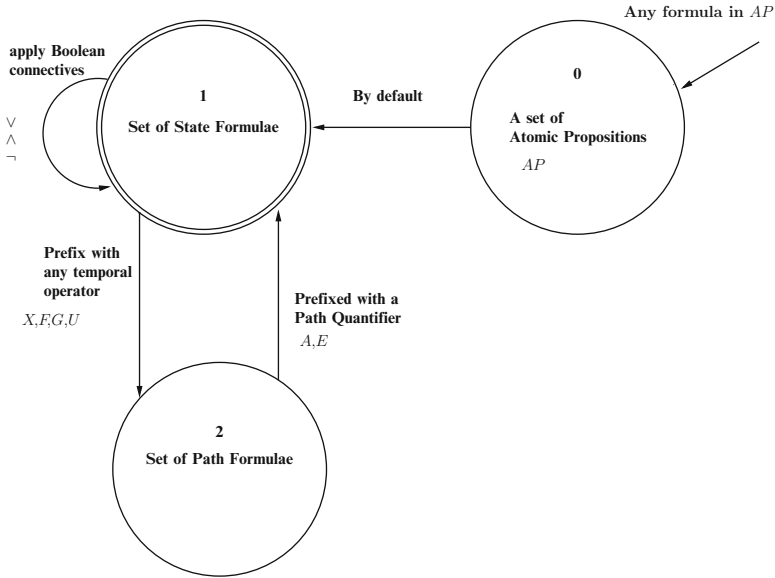 Any formula in AP
apply Boolean
connectives
∨
∧
¬
1
Set of State Formulae
By default
0
A set of
Atomic Propositions
AP
Prefix with
any temporal
operator
X,F,G,U
Prefixed with a
Path Quantifier
A,E
2
Set of Path Formulae